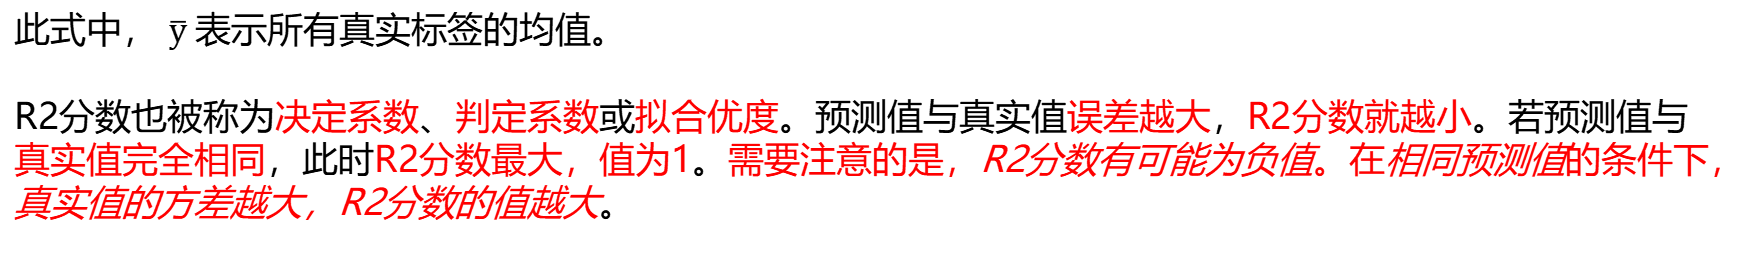 此式中， ȳ 表示所有真实标签的均值。
R2分数也被称为决定系数、判定系数或拟合优度。预测值与真实值误差越大，R2分数就越小。若预测值与
真实值完全相同，此时R2分数最大，值为1。需要注意的是，R2分数有可能为负值。在相同预测值的条件下，
真实值的方差越大，R2分数的值越大。